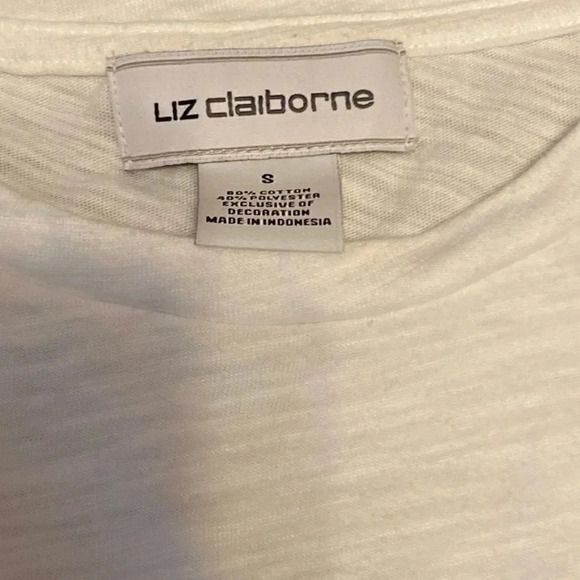 LIZ claiborne
S
60% COTTON
40% POLYESTER
EXCLUSIVE OF
DECORATION
MADE IN INDONESIA